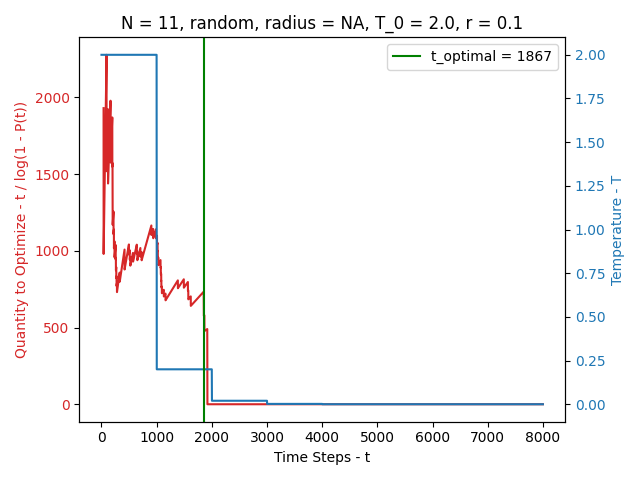 N = 11, random, radius = NA, T_0 = 2.0, r = 0.1
t_optimal = 1867
Quantity to Optimize - t / log(1 - P(t))
2000
1500
1000
500
0
2.00
1.75
1.50
1.25
1.00
0.75
0.50
0.25
0.00
Temperature - T
0 1000 2000 3000 4000 5000 6000 7000 8000
Time Steps - t